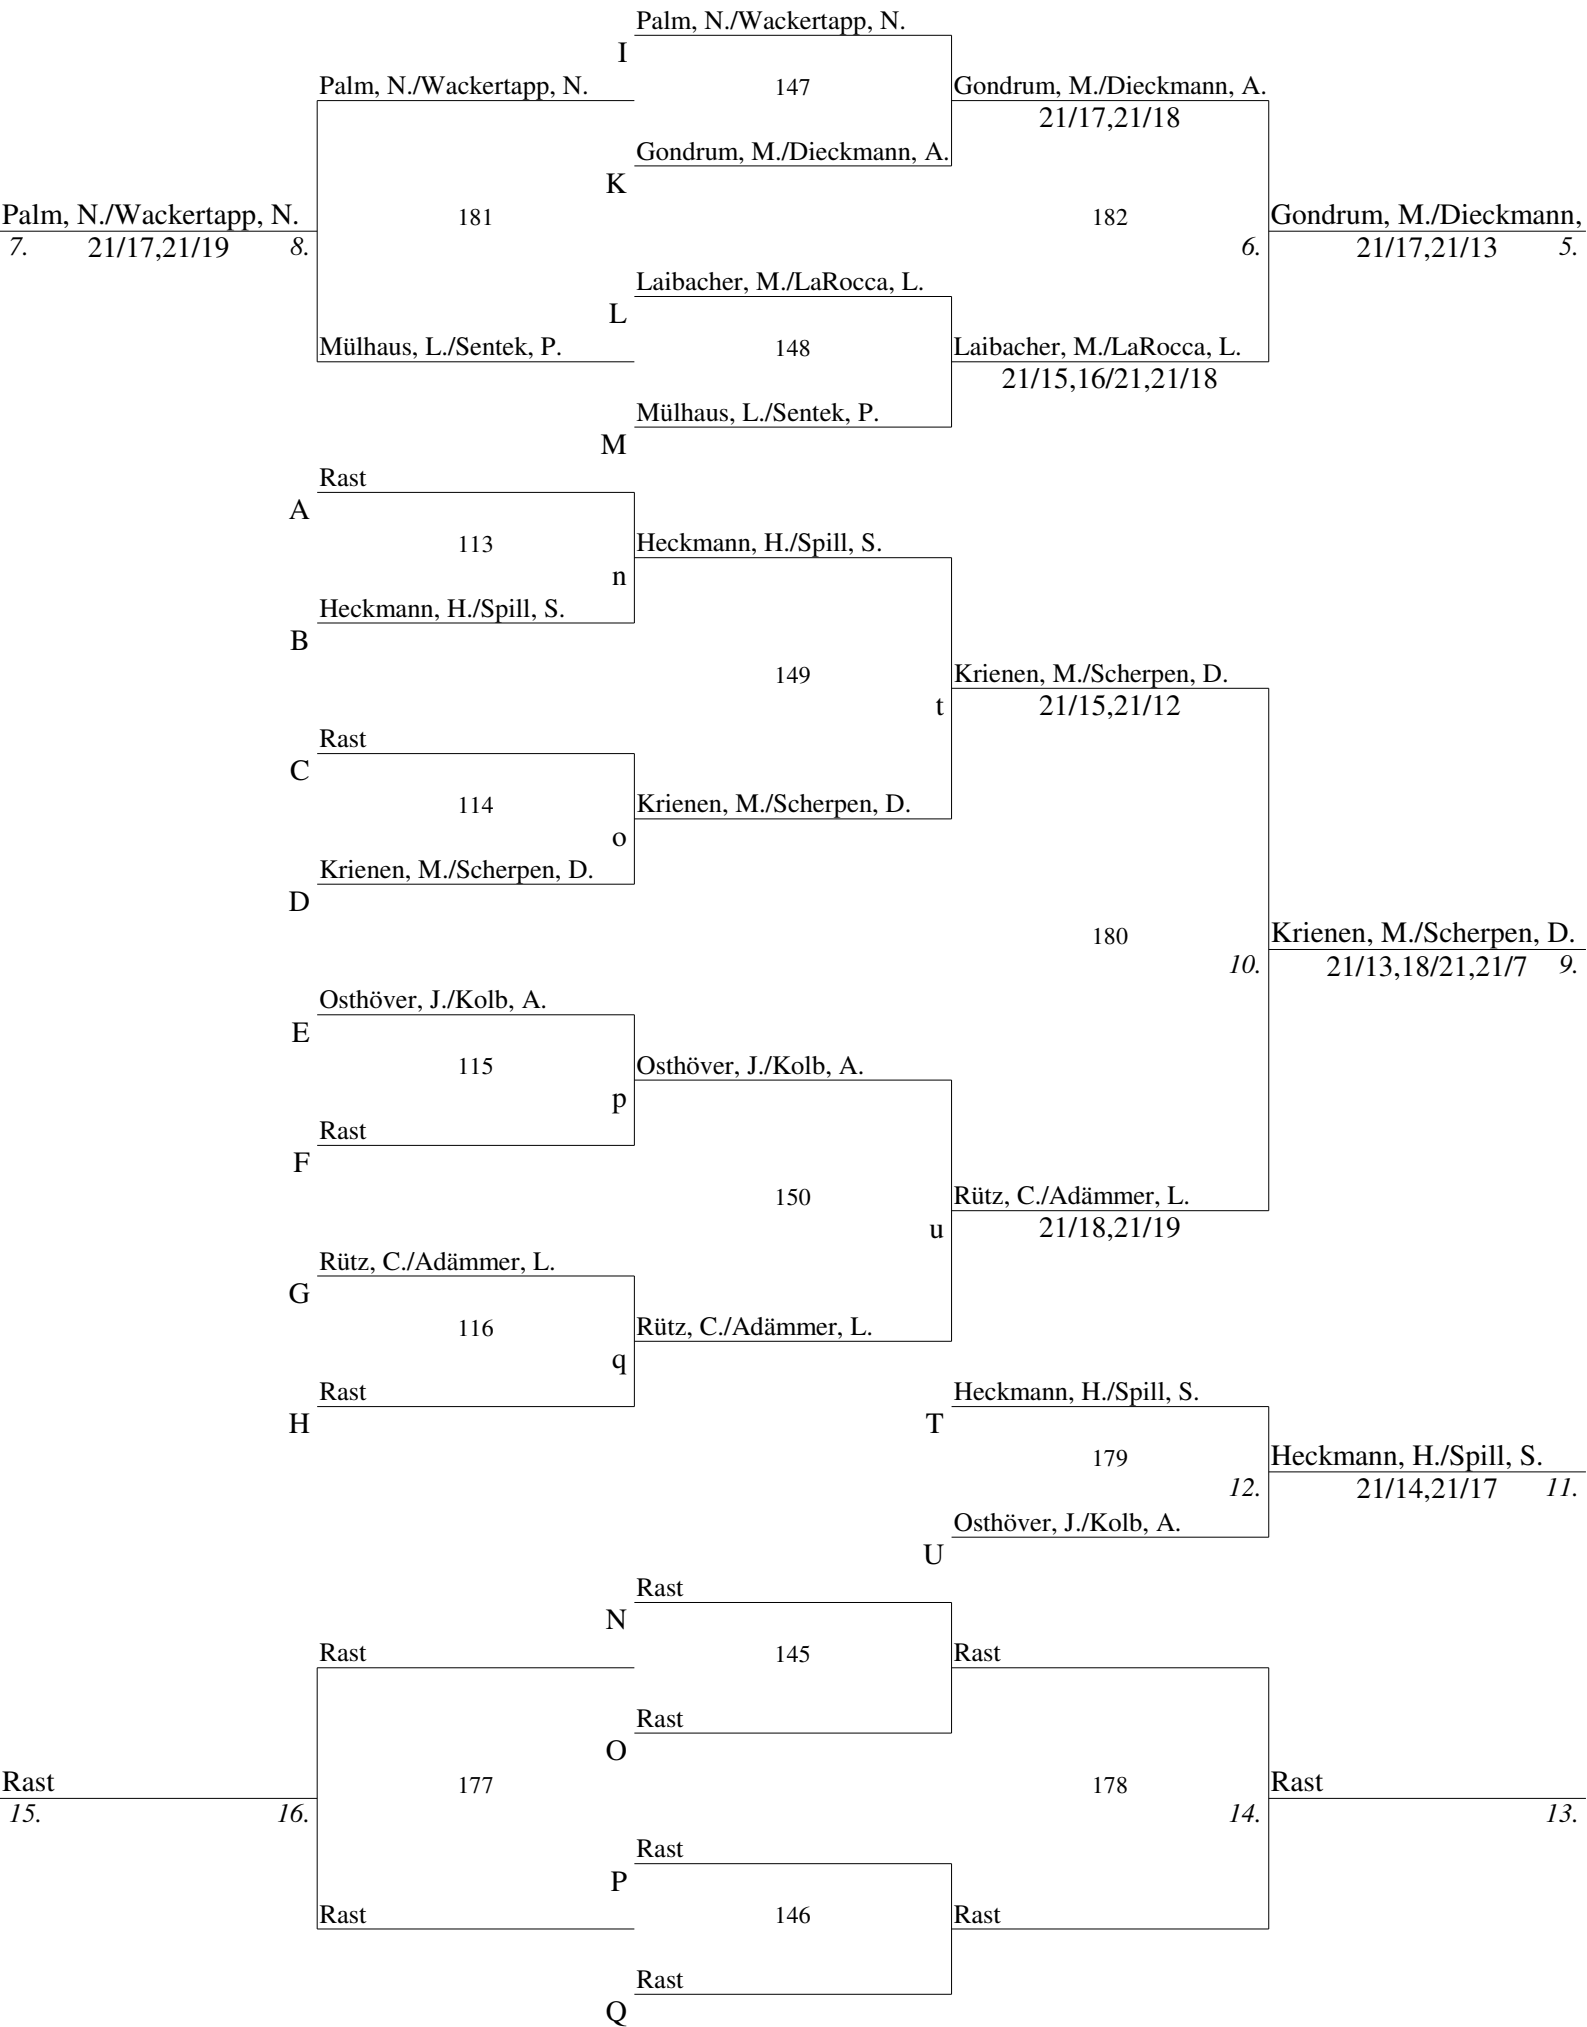 Palm, N./Wackertapp, N.
I
Palm, N./Wackertapp, N.
147
Gondrum, M./Dieckmann, A.
21/17,21/18
Gondrum, M./Dieckmann, A.
K
Palm, N./Wackertapp, N.
181
182
Gondrum, M./Dieckmann,
7. 21/17,21/19 8.
6.
21/17,21/13 5.
Laibacher, M./LaRocca, L.
L
Mülhaus, L./Sentek, P.
148
Laibacher, M./LaRocca, L.
21/15,16/21,21/18
Mülhaus, L./Sentek, P.
M
Rast
A
113
Heckmann, H./Spill, S.
n
Heckmann, H./Spill, S.
B
149
Krienen, M./Scherpen, D.
t
21/15,21/12
Rast
C
114
Krienen, M./Scherpen, D.
o
Krienen, M./Scherpen, D.
D
180
Krienen, M./Scherpen, D.
10.
21/13,18/21,21/7 9.
Osthöver, J./Kolb, A.
E
115
Osthöver, J./Kolb, A.
p
Rast
F
150
Rütz, C./Adämmer, L.
u
21/18,21/19
Rütz, C./Adämmer, L.
G
116
Rütz, C./Adämmer, L.
q
Rast
H
Heckmann, H./Spill, S.
T
179
Heckmann, H./Spill, S.
12.
21/14,21/17 11.
Osthöver, J./Kolb, A.
U
Rast
N
Rast
145
Rast
Rast
O
Rast
177
178
Rast
15. 16.
14.
13.
Rast
P
Rast
146
Rast
Rast
Q